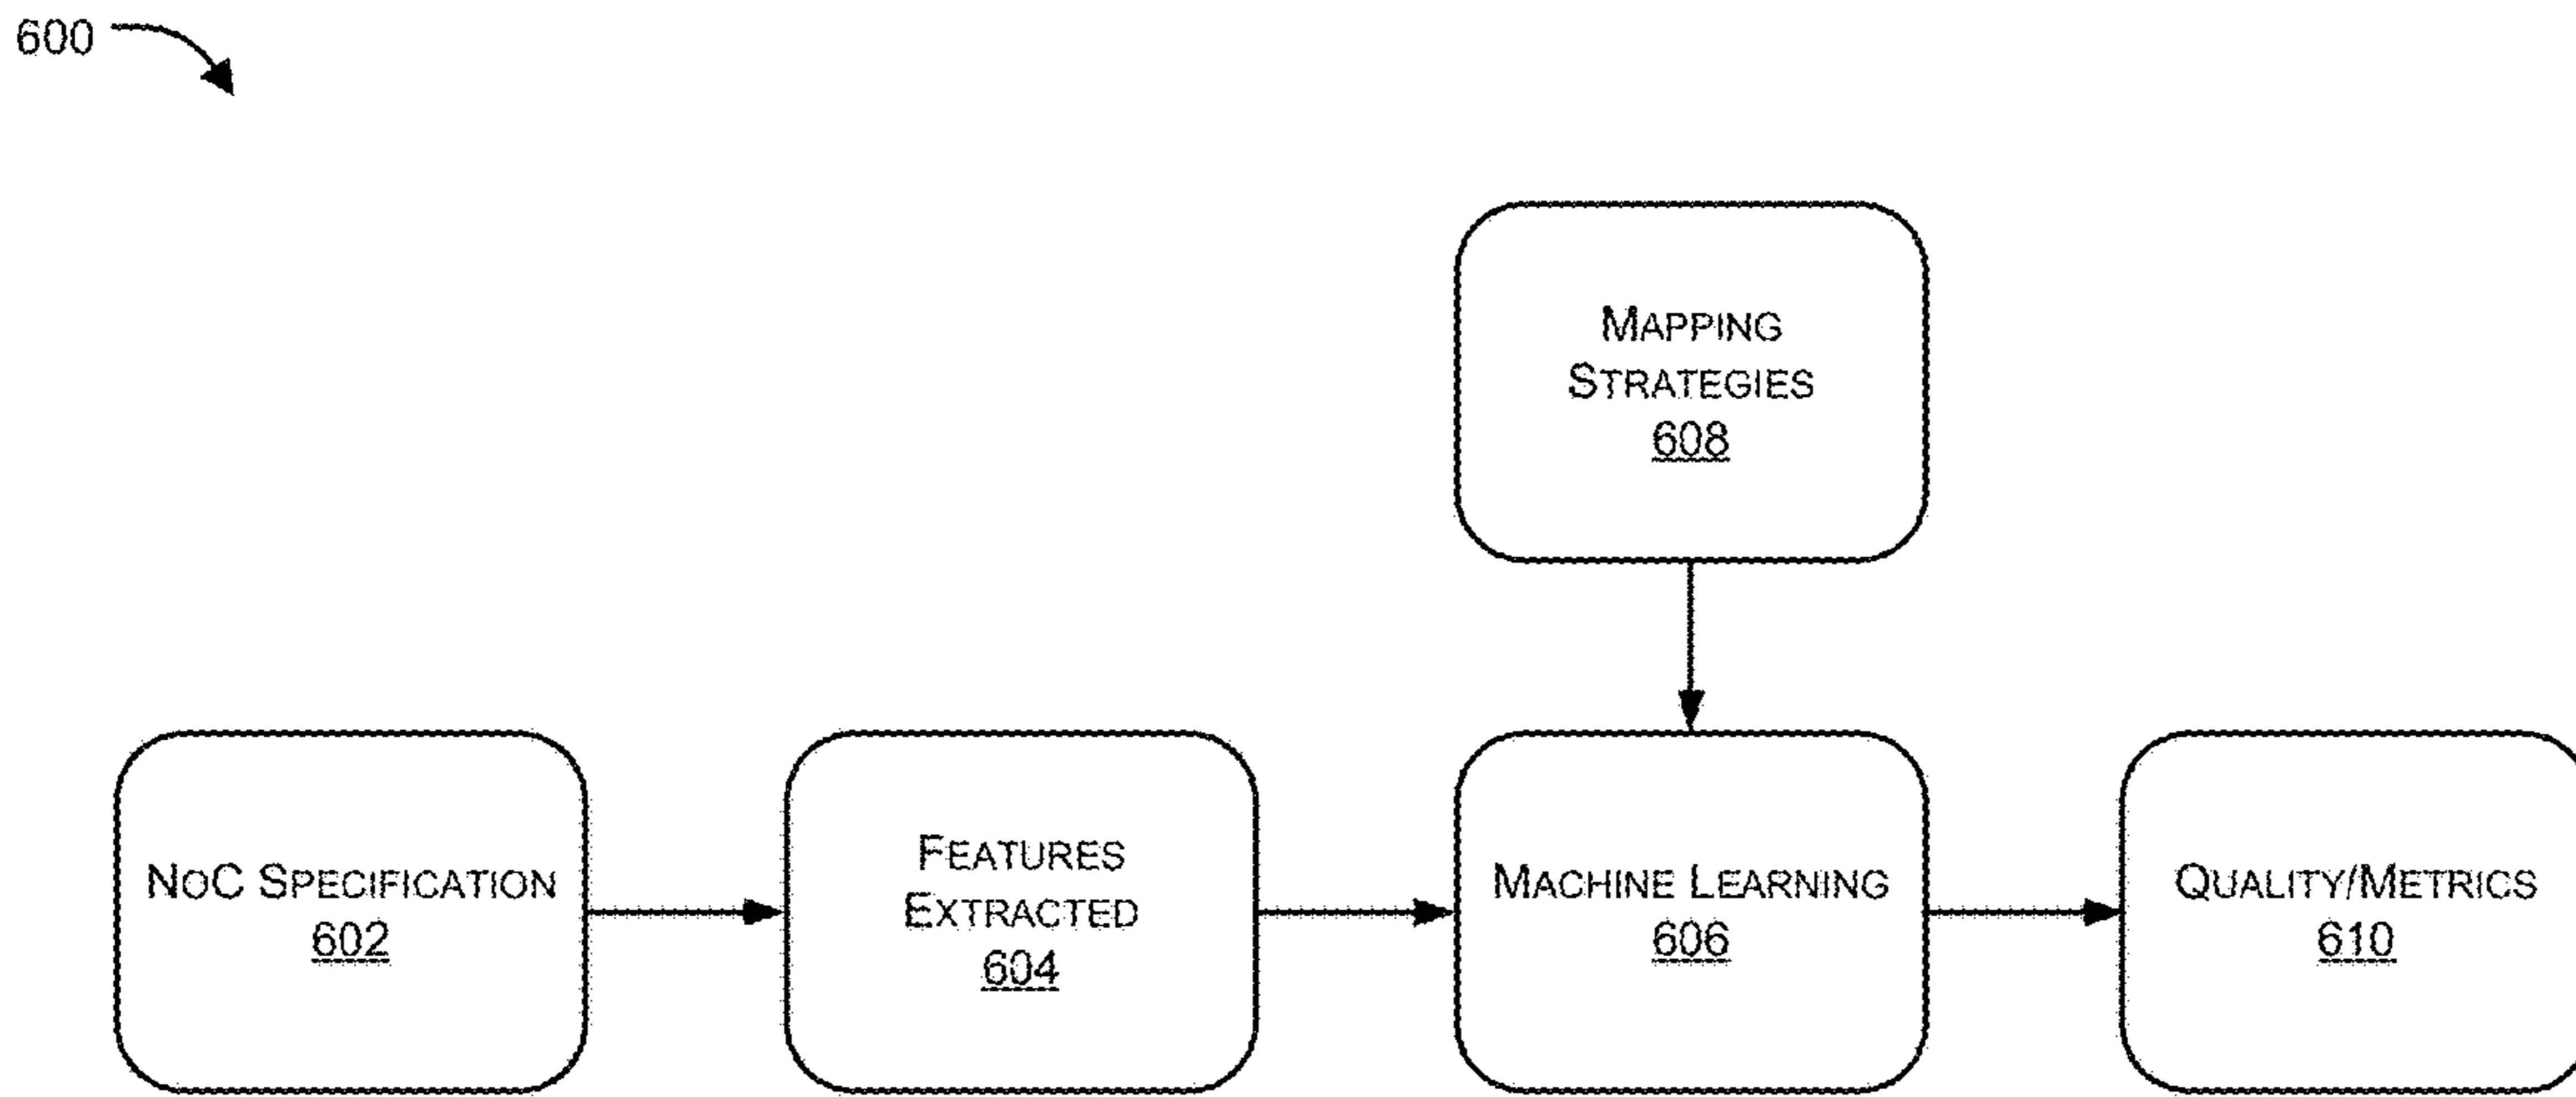 600
MAPPING
STRATEGIES
608
NOC SPECIFICATION
602
FEATURES
EXTRACTED
604
MACHINE LEARNING
606
QUALITY/METRICS
610